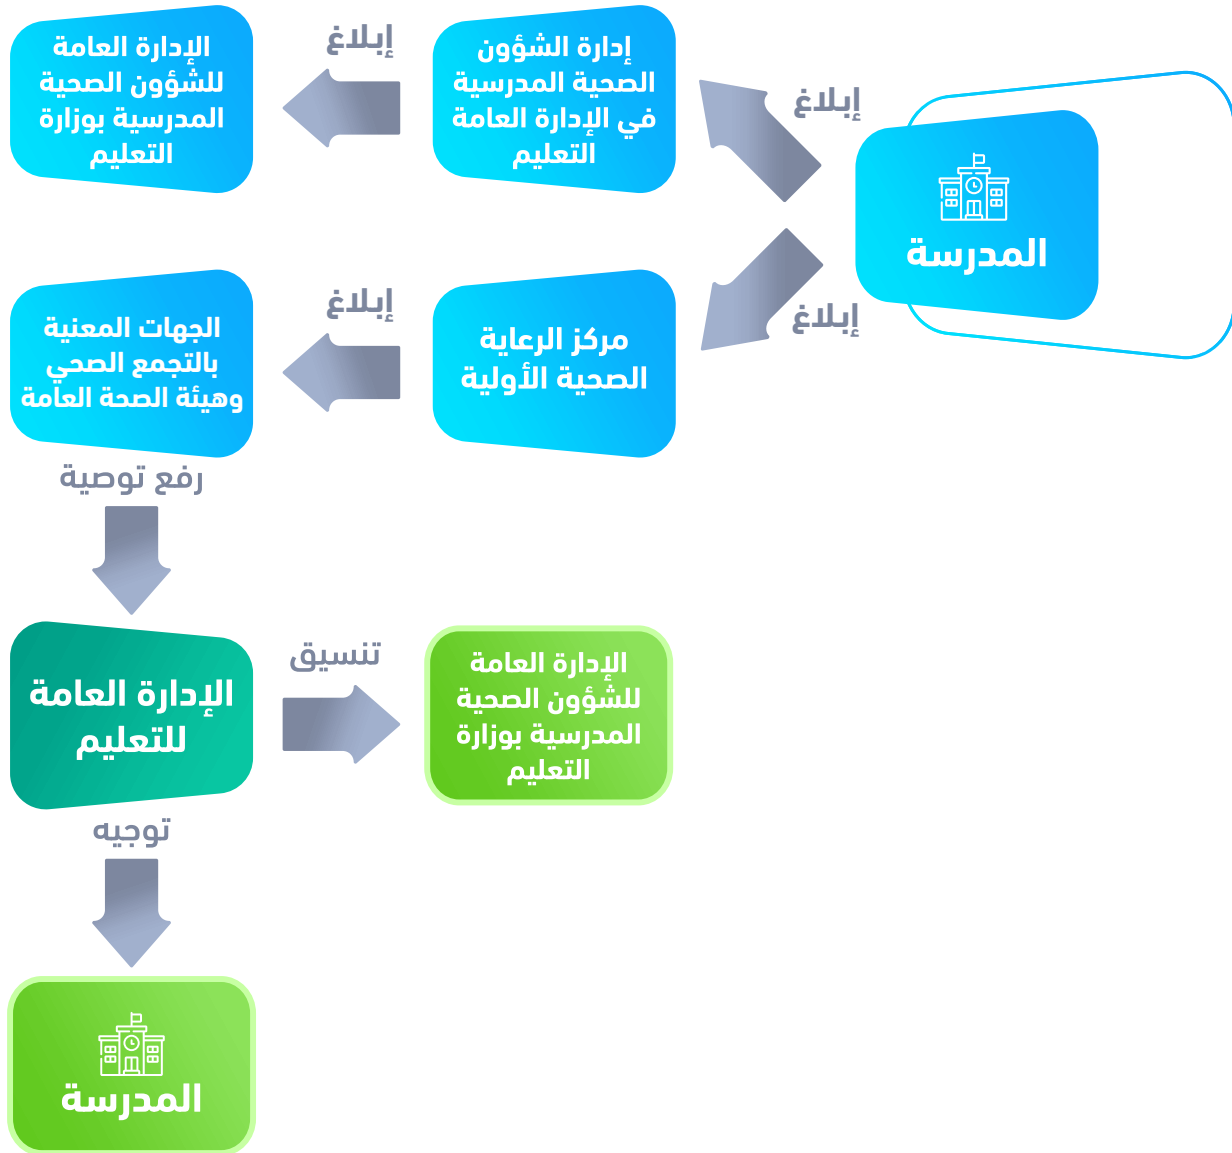 المدرسة
إبلاغ
إدارة الشؤون
الصحية المدرسية
في الإدارة العامة
التعليم
إبلاغ
الإدارة العامة
للشؤون الصحية
المدرسية بوزارة
التعليم
إبلاغ
مركز الرعاية
الصحية الأولية
إبلاغ
الجهات المعنية
بالتجمع الصحي
وهيئة الصحة العامة
رفع توصية
الإدارة العامة
للتعليم
تنسيق
الإدارة العامة
للشؤون الصحية
المدرسية بوزارة
التعليم
توجيه
المدرسة